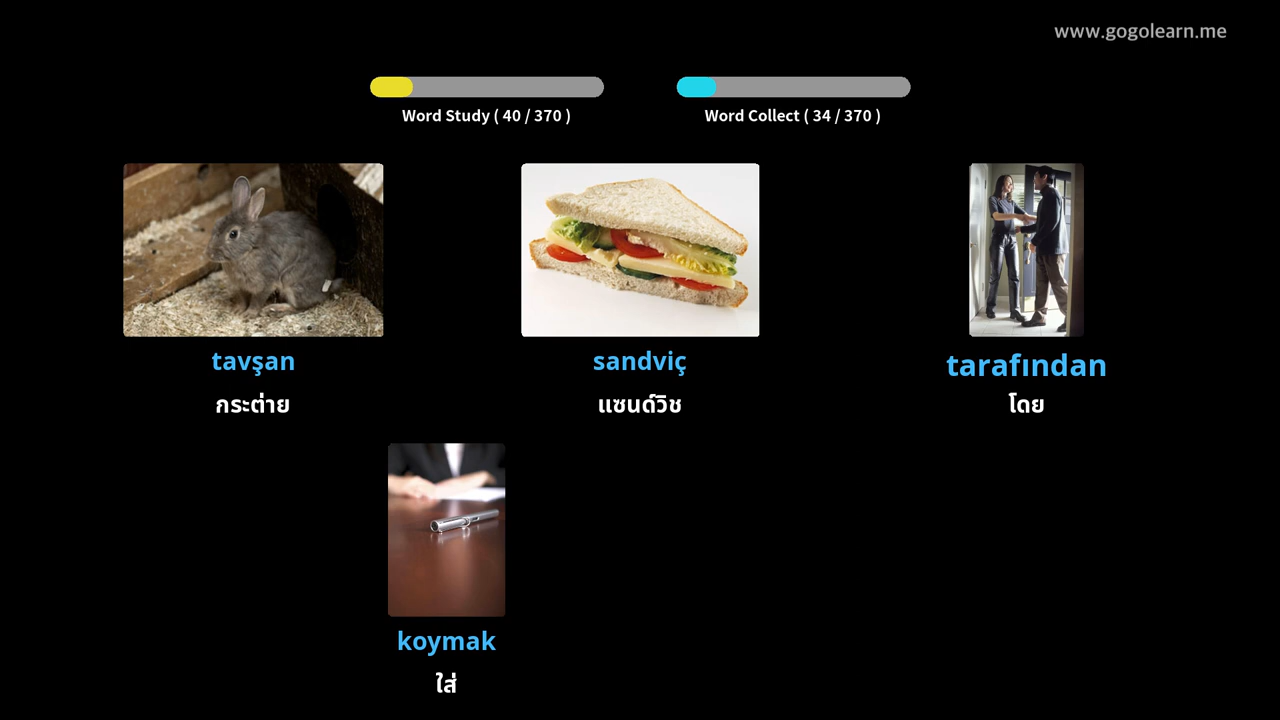 www.gogolearn.me
Word Study ( 40 / 370 )
Word Collect ( 34 / 370 )
tavşan
กระต่าย
sandviç
แซนด์วิช
tarafından
โดย
koymak
ใส่